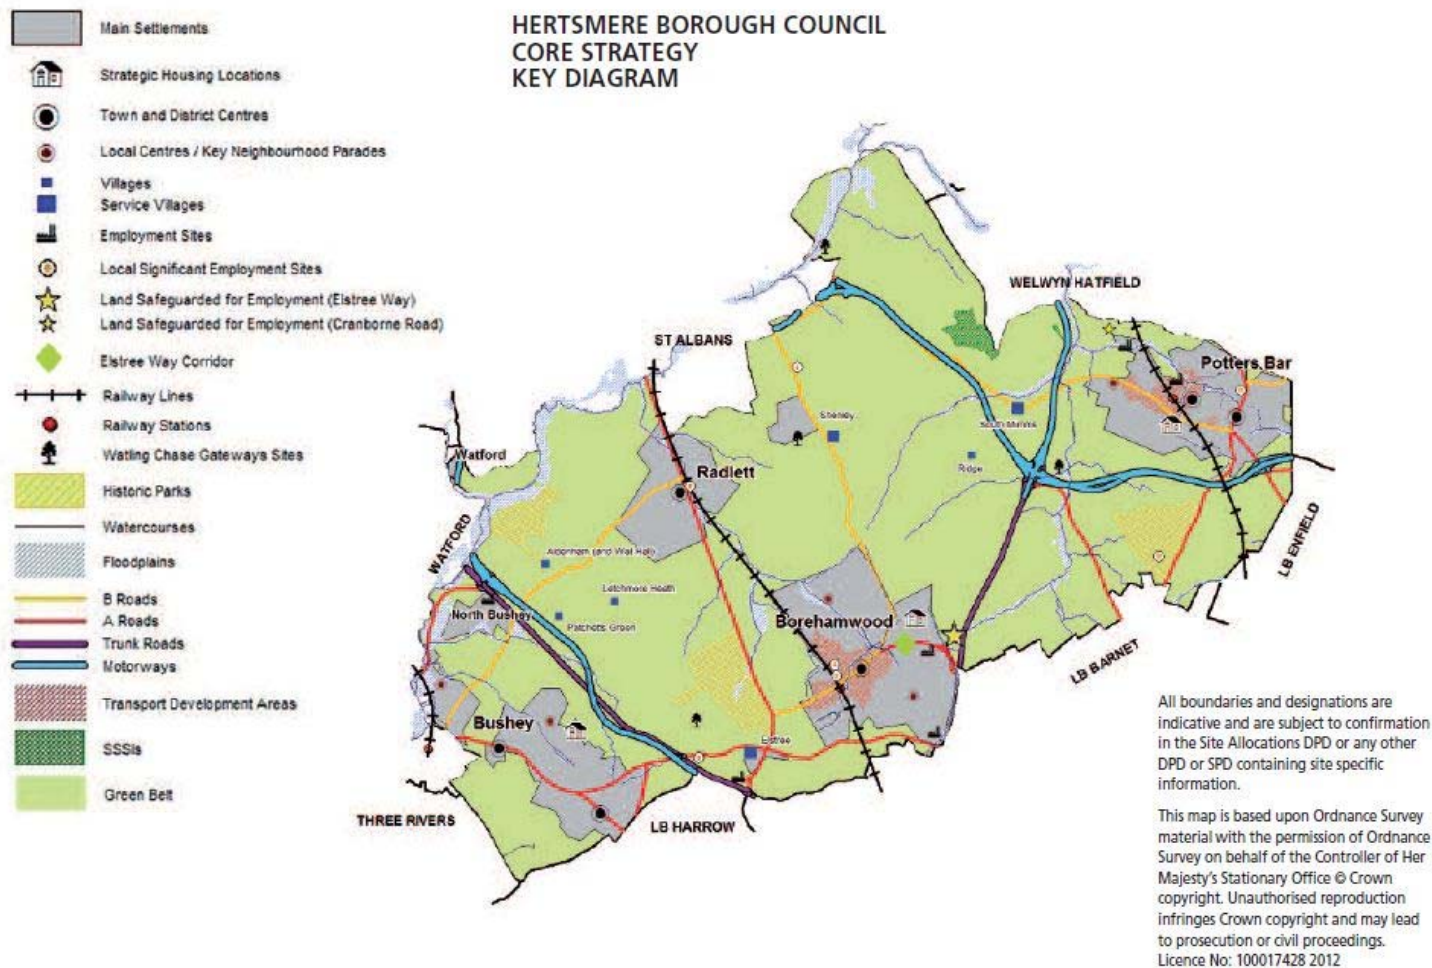 HERTSMERE BOROUGH COUNCIL
CORE STRATEGY
KEY DIAGRAM
Main Settlements
Strategic Housing Locations
Town and District Centres
Local Centres / Key Neighbourhood Parades
Villages
Service Villages
Employment Sites
Local Significant Employment Sites
Land Safeguarded for Employment (Elstree Way)
Land Safeguarded for Employment (Cranborne Road)
Elstree Way Corridor
Railway Lines
Railway Stations
Watling Chase Gateways Sites
Historic Parks
Watercourses
Floodplains
B Roads
A Roads
Trunk Roads
Motorways
Transport Development Areas
SSSIs
Green Belt
WELWYN HATFIELD
ST ALBANS
Potters Bar
Shenley
South Mimms
Ridge
Watford
Radlett
WATFORD
LB ENFIELD
Aldenham (and Wall Hall)
Letchmore Heath
North Bushey
Patchetts Green
Borehamwood
LB BARNET
Bushey
Elstree
THREE RIVERS
LB HARROW
All boundaries and designations are
indicative and are subject to confirmation
in the Site Allocations DPD or any other
DPD or SPD containing site specific
information.
This map is based upon Ordnance Survey
material with the permission of Ordnance
Survey on behalf of the Controller of Her
Majesty's Stationary Office © Crown
copyright. Unauthorised reproduction
infringes Crown copyright and may lead
to prosecution or civil proceedings.
Licence No: 100017428 2012